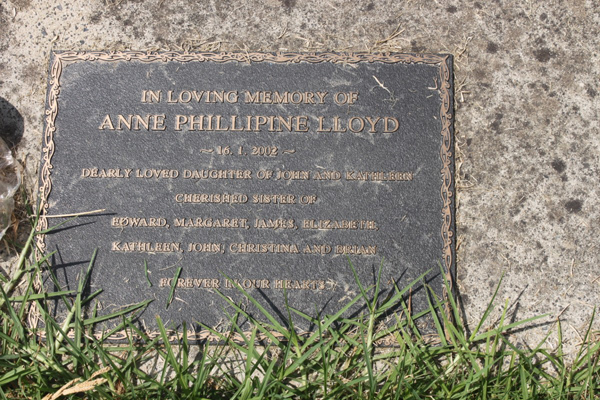 IN LOVING MEMORY OF
ANNE PHILLIPINE LLOYD
~ 16. 1. 2002 ~
DEARLY LOVED DAUGHTER OF JOHN AND KATHLEEN
CHERISHED SISTER OF
EDWARD, MARGARET, JAMES, ELIZABETH
KATHLEEN, JOHN, CHRISTINA AND BRIAN
FOREVER IN OUR HEARTS